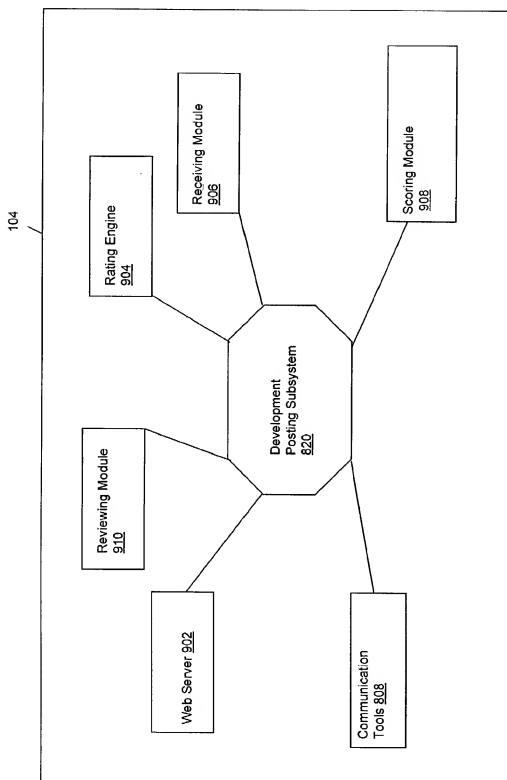 104
Reviewing Module
910
Rating Engine
904
Receiving Module
906
Web Server 902
Development
Posting Subsystem
820
Communication
Tools 808
Scoring Module
908